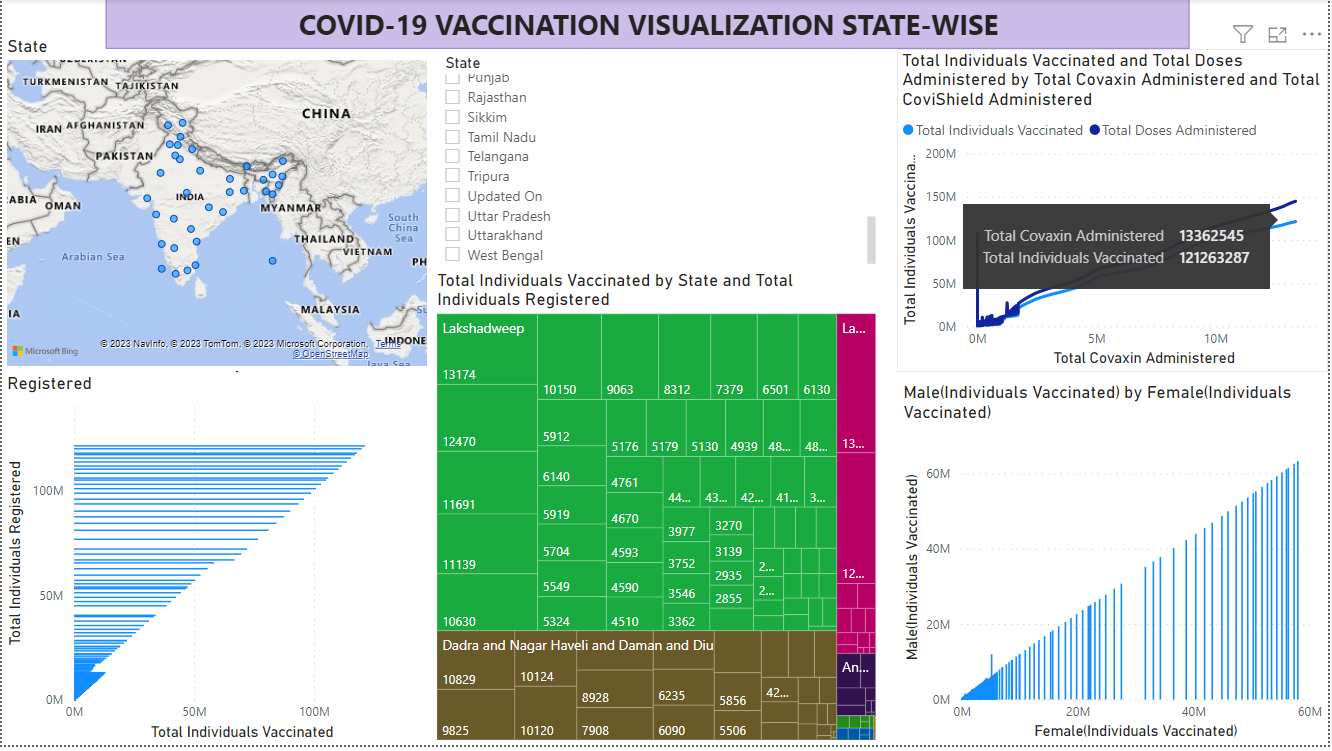 COVID-19 VACCINATION VISUALIZATION STATE-WISE
State
TURKMENISTAN
TAJIKISTAN
CHINA
IRAN
AFGHANISTAN
PAKISTAN
OMAN
INDIA
MYANMAR
South
China
Sea
THAILAND
VIETNAM
Arabian Sea
MALAYSIA
Microsoft Bing
© 2023 NavInfo, © 2023 TomTom, © 2023 Microsoft Corporation, Terms
© OpenStreetMap
INDONE
State
Punjab
Rajasthan
Sikkim
Tamil Nadu
Telangana
Tripura
Updated On
Uttar Pradesh
Uttarakhand
West Bengal
Total Individuals Vaccinated and Total Doses
Administered by Total Covaxin Administered and Total
CoviShield Administered
Total Individuals Vaccinated
Total Doses Administered
Total Individuals Vaccina...
200M
150M
100M
50M
0M
Total Covaxin Administered 13362545
Total Individuals Vaccinated 121263287
0M 5M 10M
Total Covaxin Administered
Registered
Total Individuals Registered
100M
50M
0M
0M 50M 100M
Total Individuals Vaccinated
Total Individuals Vaccinated by State and Total
Individuals Registered
Lakshadweep
La...
13174
10150 9063 8312 7379 6501 6130
12470
5912
5176 5179 5130 4939 48... 48...
13...
6140
4761
11691
5919
4670
44... 43... 42... 41... 3...
3977 3270
11139
5704
4593
3752 3139
2...
12...
5549
4590
3546 2935
2...
10630
5324
4510
3362 2855
Dadra and Nagar Haveli and Daman and Diu
An...
10829
10124
8928
6235
5856
42...
9825
10120
7908
6090
5506
Male(Individuals Vaccinated) by Female(Individuals
Vaccinated)
Male(Individuals Vaccinated)
60M
40M
20M
0M
0M 20M 40M 60M
Female(Individuals Vaccinated)